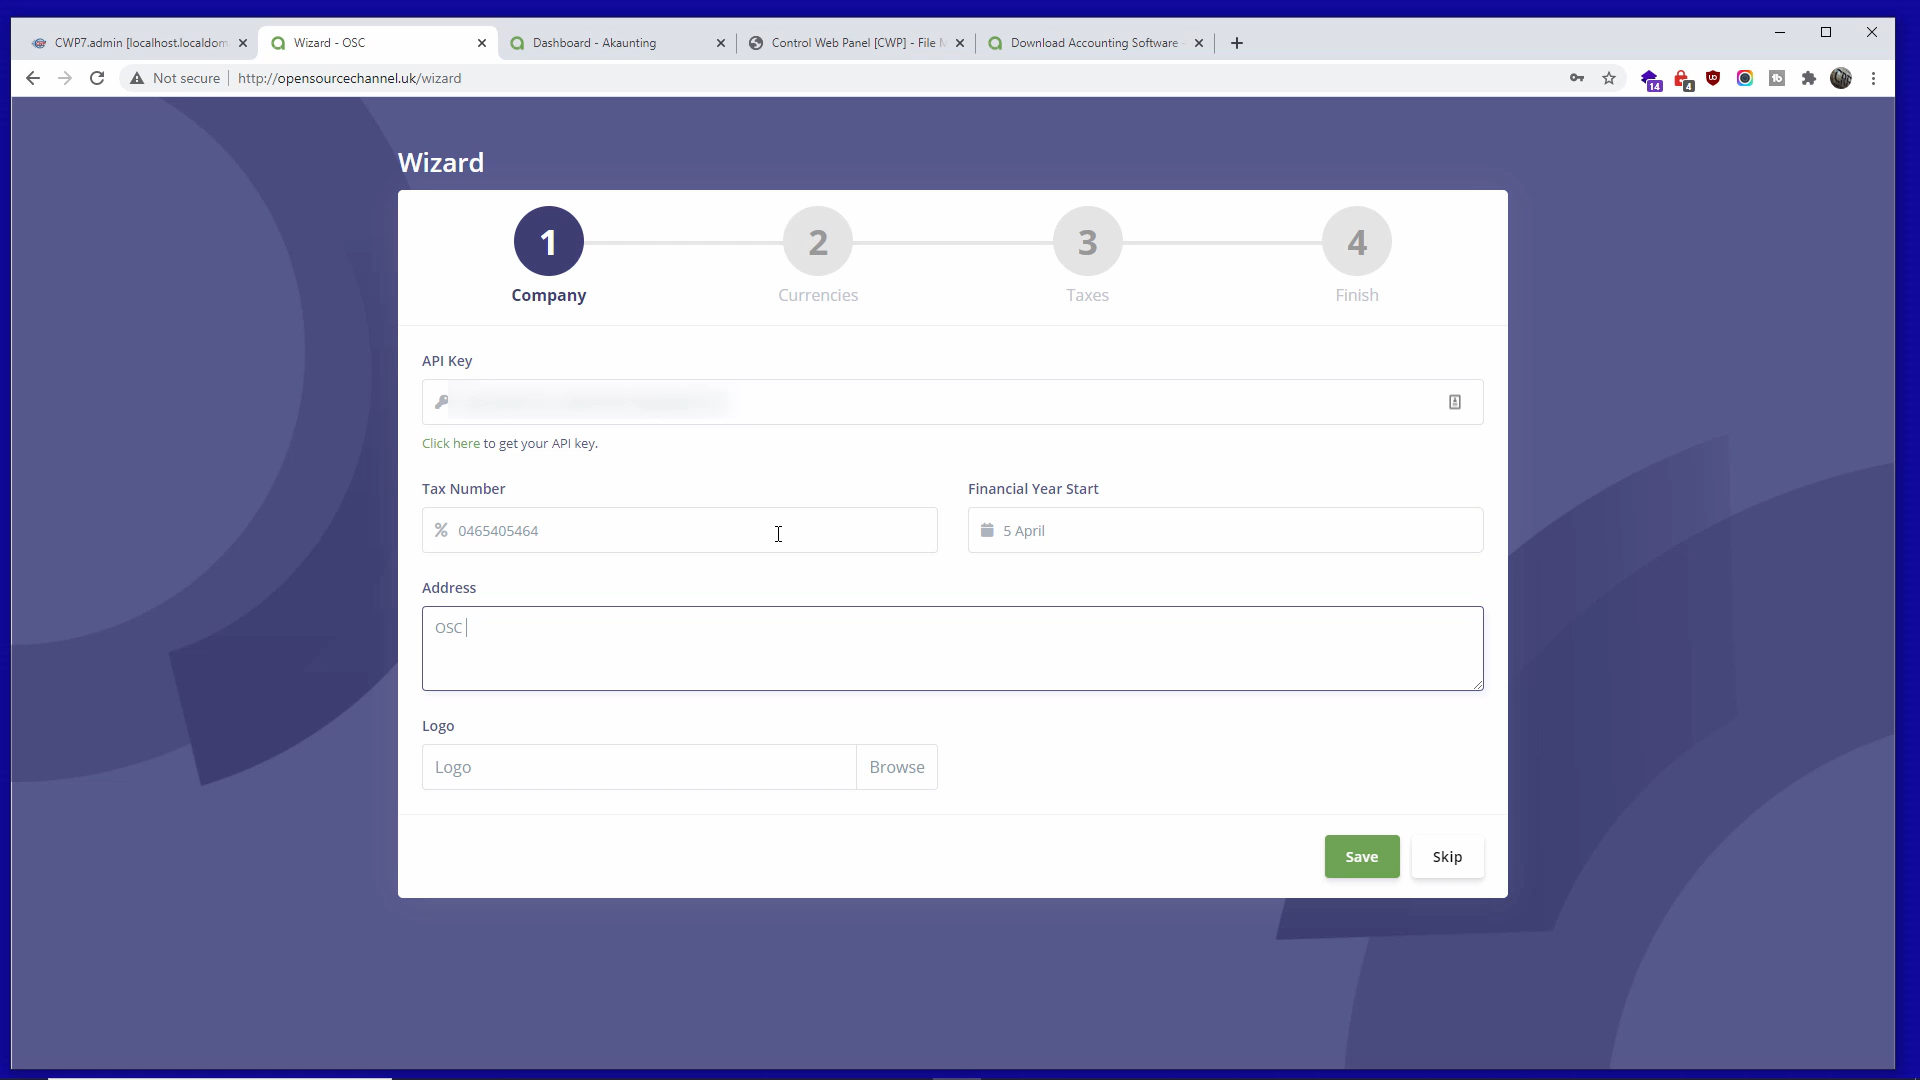 CWP7.admin [localhost.localdom
Wizard - OSC
Dashboard - Akaunting
Control Web Panel [CWP] - File M
Download Accounting Software -
Not secure
http://opensourcechannel.uk/wizard
14
4
Wizard
1
2
3
4
Company
Currencies
Taxes
Finish
API Key
Click here to get your API key.
Tax Number
Financial Year Start
0465405464
5 April
Address
OSC
Logo
Logo
Browse
Save
Skip